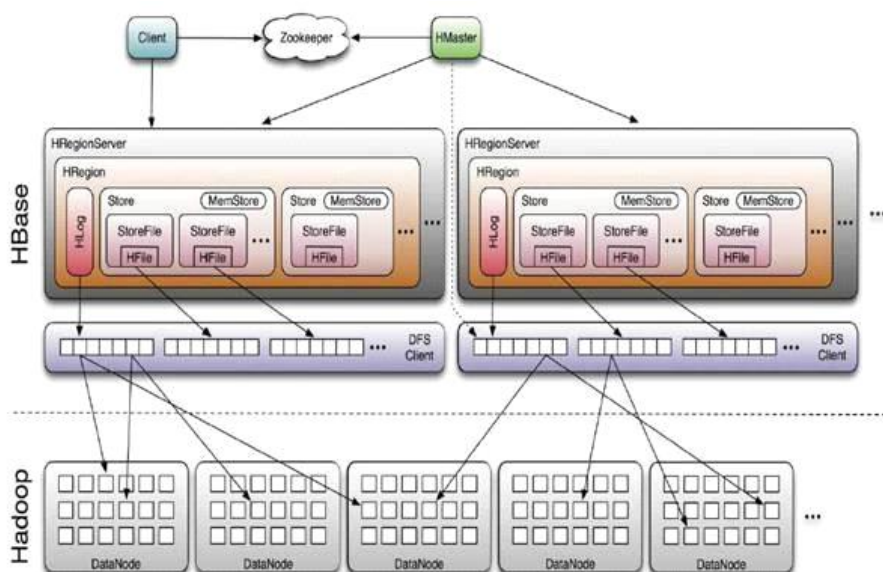 Client
Zookeeper
HMaster
HBase
HRegionServer
HRegion
HLog
Store
MemStore
StoreFile
HFile
StoreFile
HFile
...
Store
MemStore
StoreFile
HFile
...
...
HRegionServer
HRegion
HLog
Store
MemStore
StoreFile
HFile
StoreFile
HFile
...
Store
MemStore
StoreFile
HFile
...
...
...
...
DFS
Client
...
DFS
Client
Hadoop
DataNode
DataNode
DataNode
DataNode
DataNode
...